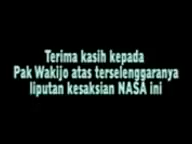 Terima kasih kepada
Pak Wakijo atas terselenggaranya
liputan kesaksian NASA ini